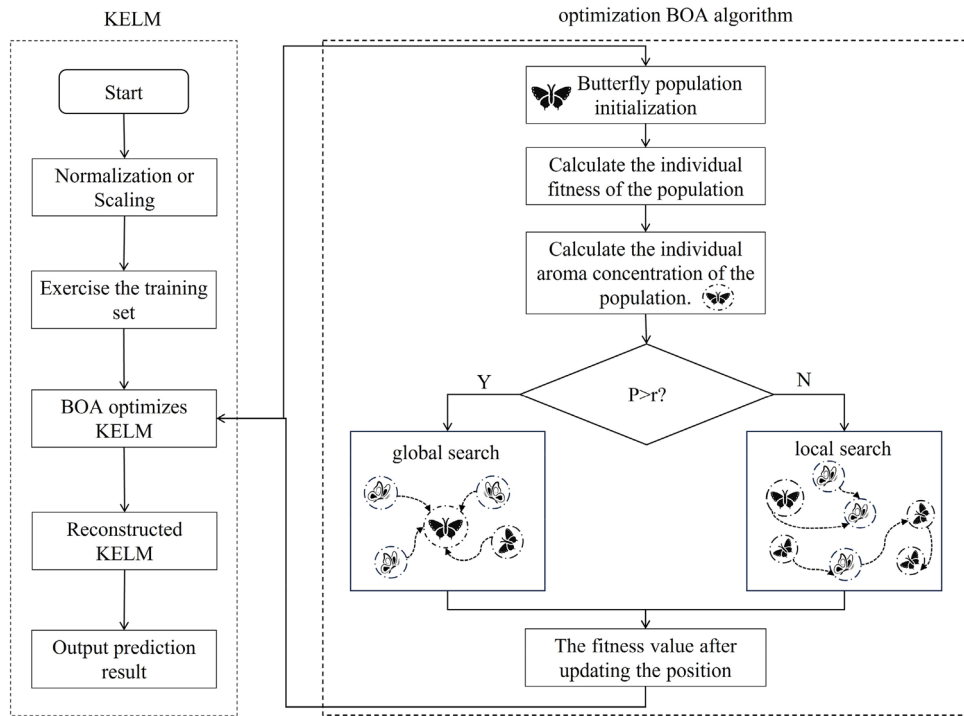 KELM
Start
Normalization or
Scaling
Exercise the training
set
BOA optimizes
KELM
Reconstructed
KELM
Output prediction
result
optimization BOA algorithm
Butterfly population
initialization
Calculate the individual
fitness of the population
Calculate the individual
aroma concentration of the
population.
P>r?
Y
N
global search
local search
The fitness value after
updating the position